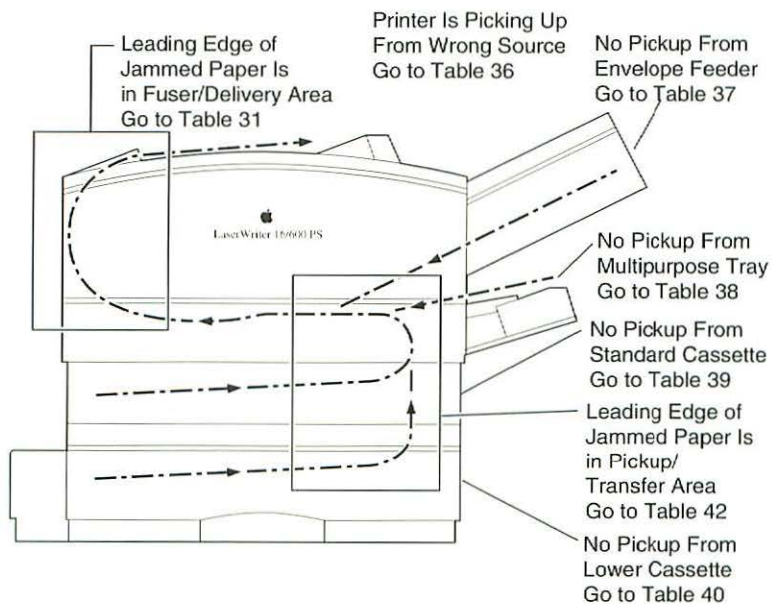 Leading Edge of
Jammed Paper Is
in Fuser/Delivery Area
Go to Table 31
Printer Is Picking Up
From Wrong Source
Go to Table 36
No Pickup From
Envelope Feeder
Go to Table 37
LaserWriter 16/600 PS
No Pickup From
Multipurpose Tray
Go to Table 38
No Pickup From
Standard Cassette
Go to Table 39
Leading Edge of
Jammed Paper Is
in Pickup/
Transfer Area
Go to Table 42
No Pickup From
Lower Cassette
Go to Table 40